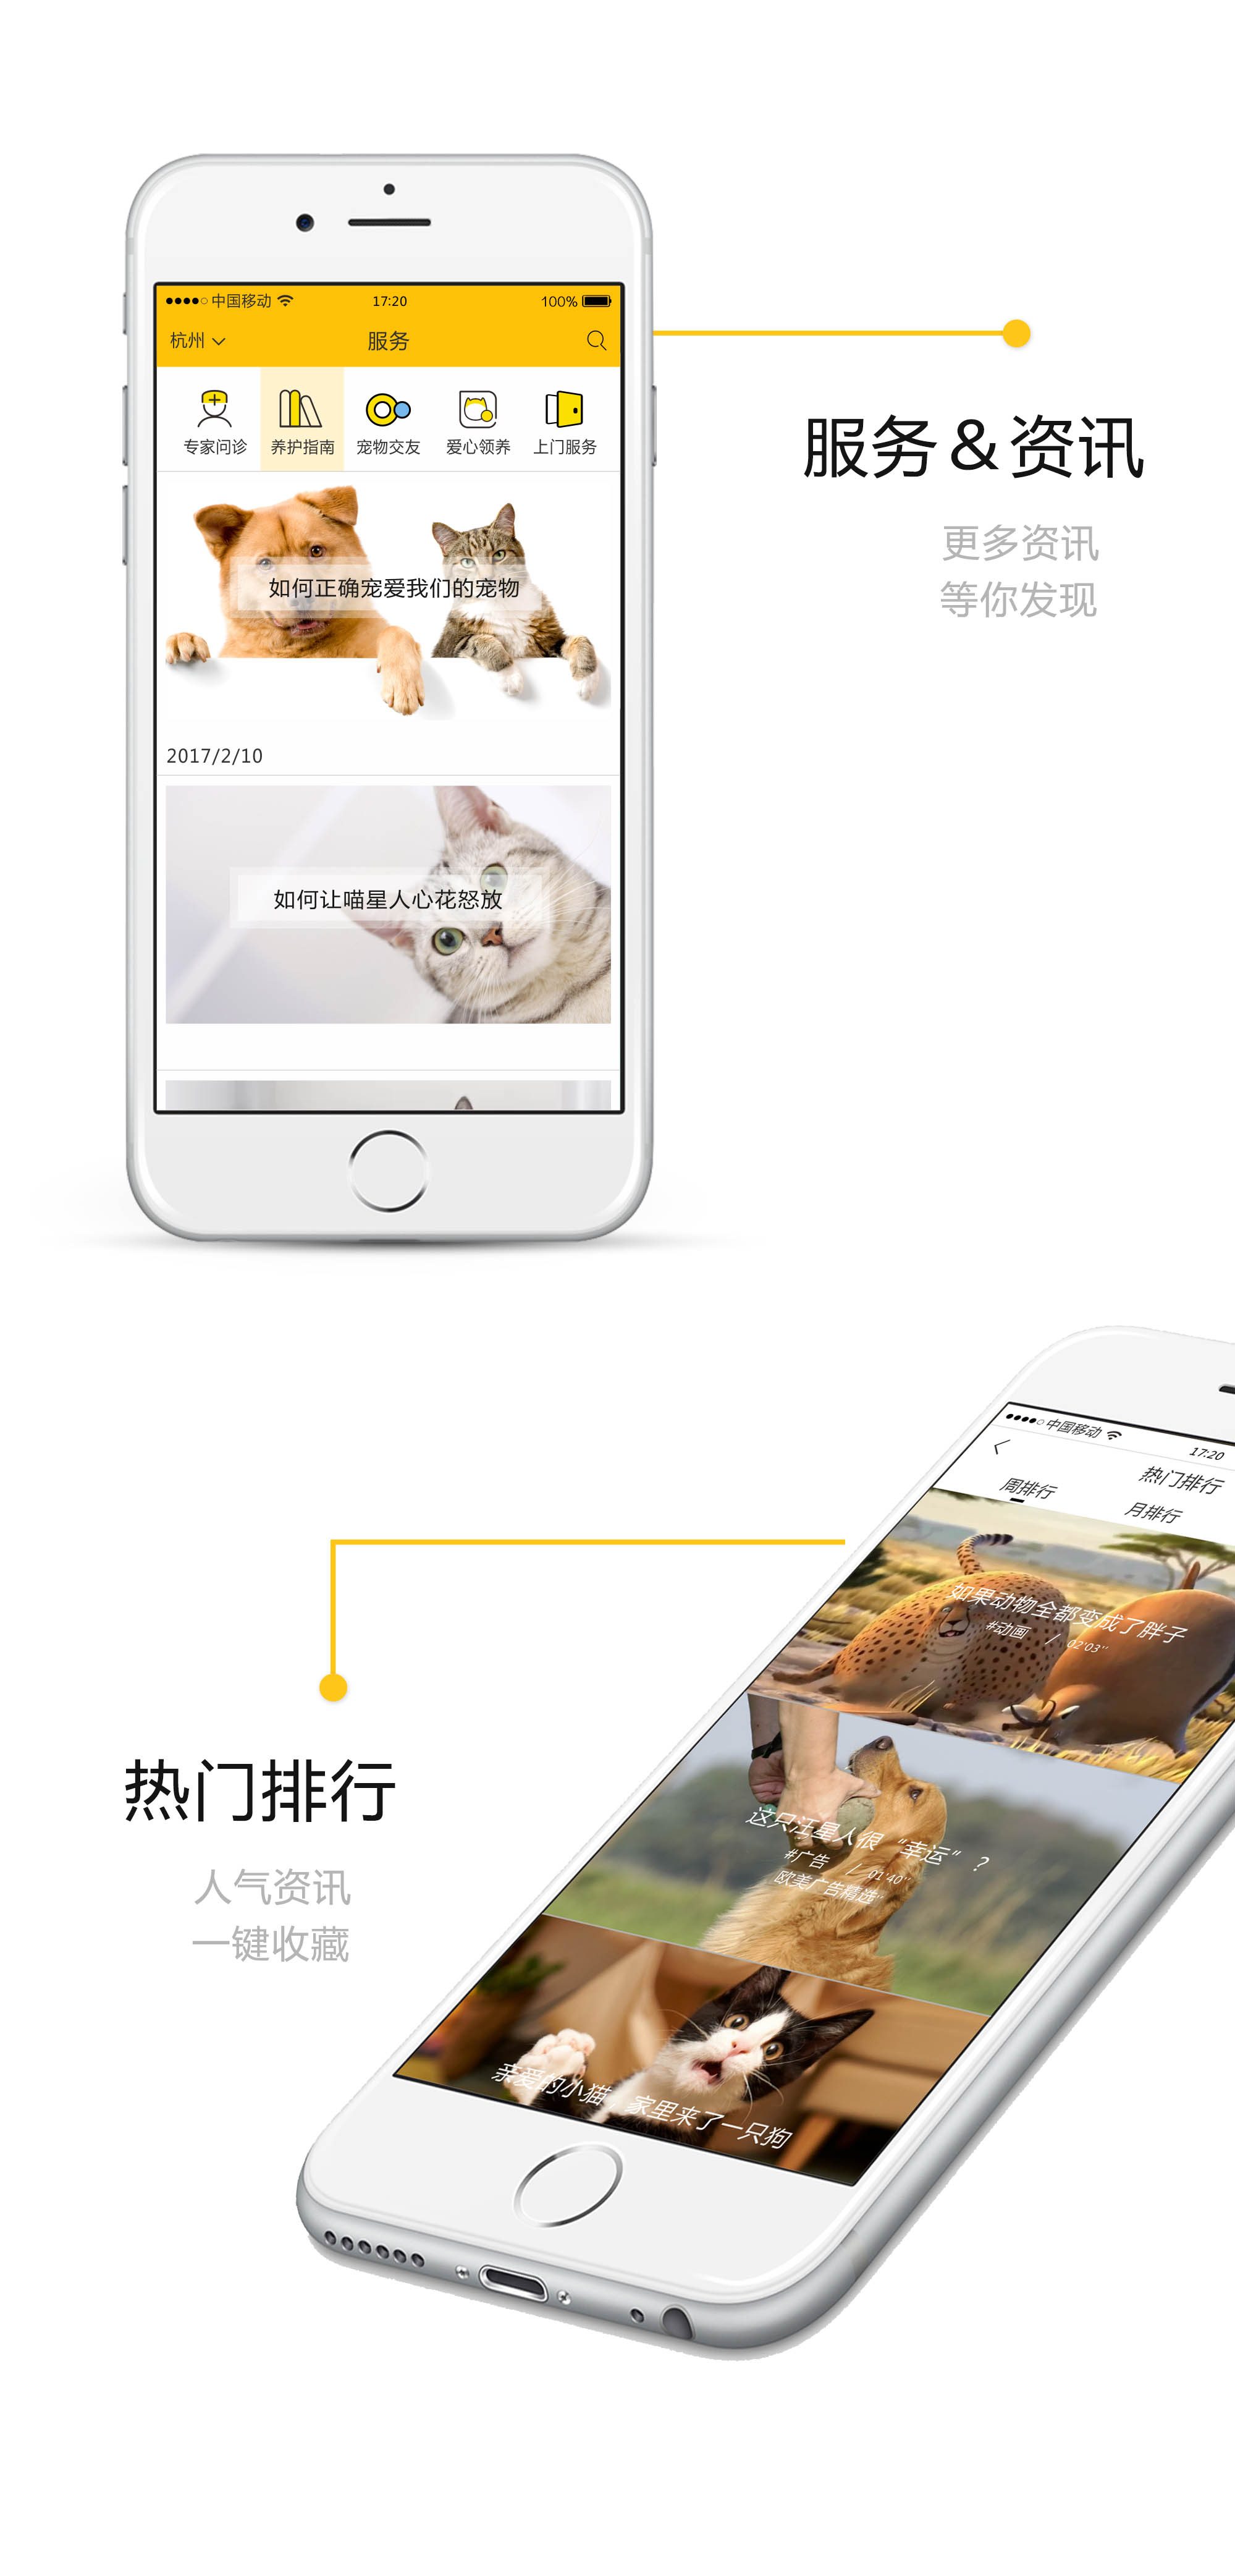 中国移动 17:20 100%
杭州 服务
专家问诊 养护指南 宠物交友 爱心领养 上门服务
如何正确宠爱我们的宠物
2017/2/10
如何让喵星人心花怒放
服务&资讯
更多资讯
等你发现
中国移动 17:20
热门排行
周排行 月排行
如果动物全都变成了胖子
#动画 / 02'03''
这只汪星人很“幸运”?
#广告 / 01'40''
欧美广告精选''
亲爱的小猫,家里来了一只狗
热门排行
人气资讯
一键收藏